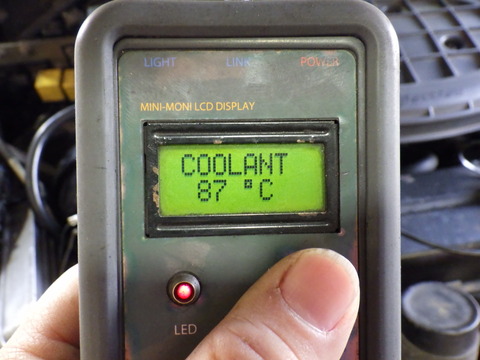 LIGHT LINK POWER
MINI-MONI LCD DISPLAY
COOLANT
87 °C
LED